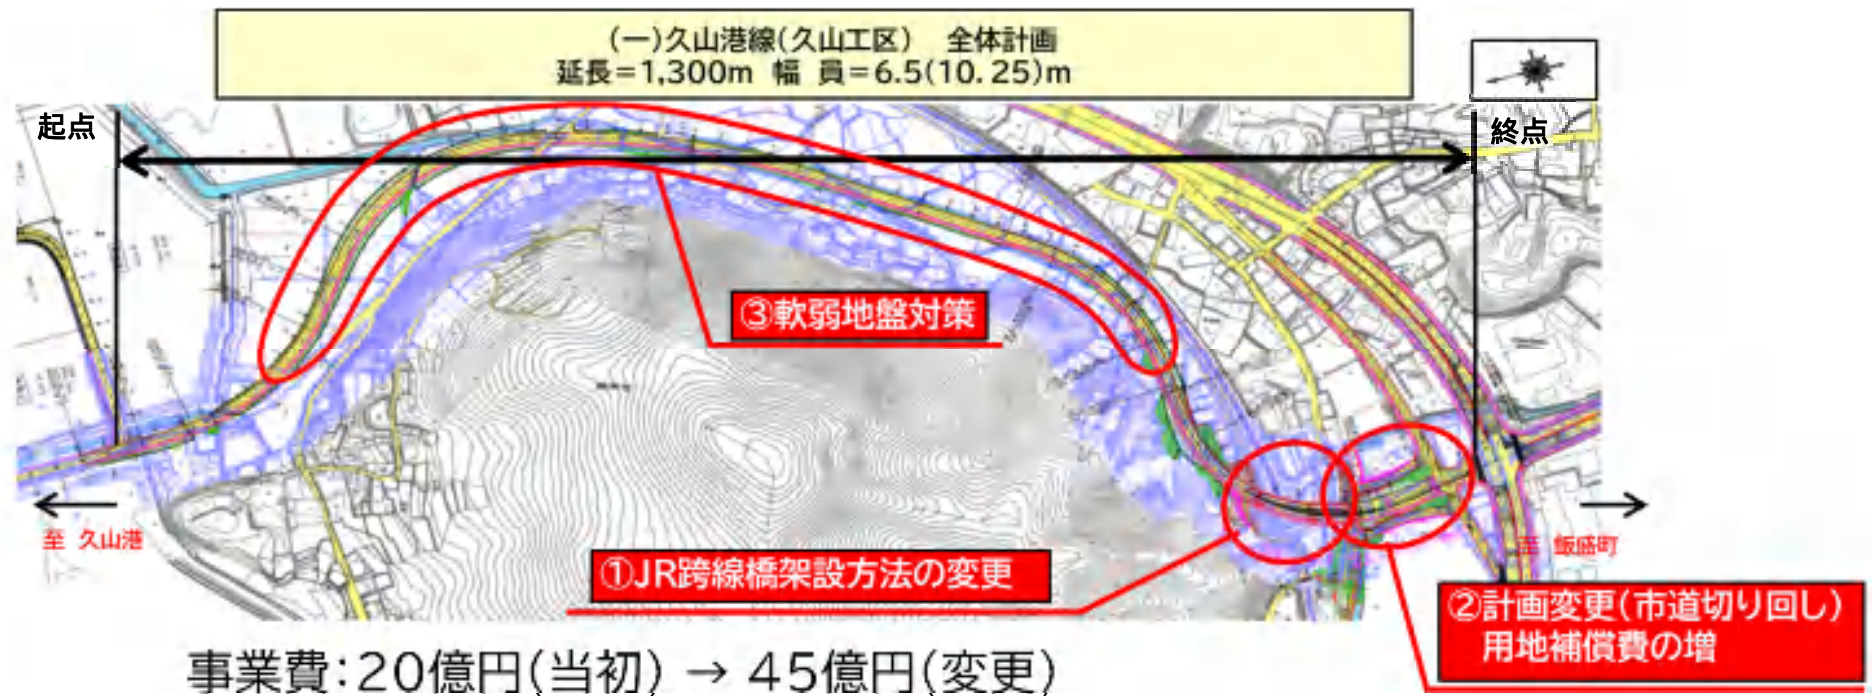 (一)久山港線(久山工区) 全体計画
延長=1,300m 幅 員=6.5(10.25)m
起点
終点
③軟弱地盤対策
至 久山港
至 飯盛町
①JR跨線橋架設方法の変更
②計画変更(市道切り回し)
用地補償費の増
事業費:20億円(当初) → 45億円(変更)